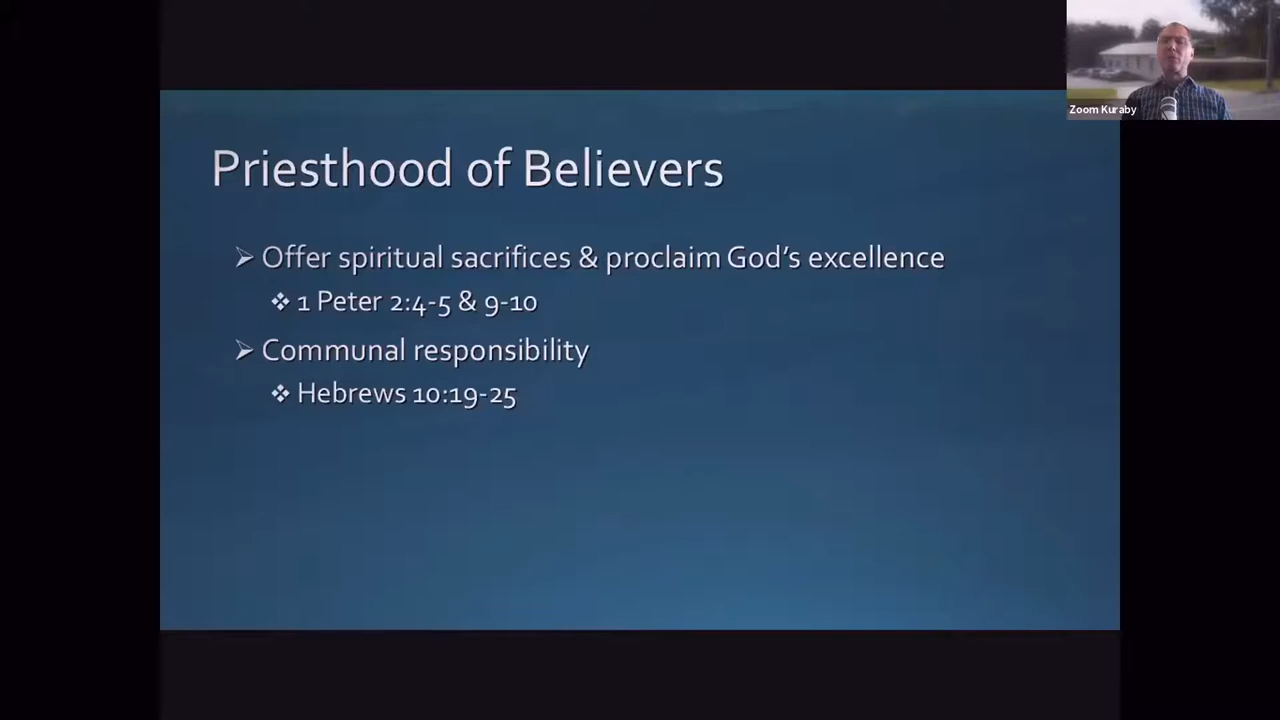 Zoom Kuraby
Priesthood of Believers
➢ Offer spiritual sacrifices & proclaim God’s excellence
❖ 1 Peter 2:4-5 & 9-10
➢ Communal responsibility
❖ Hebrews 10:19-25